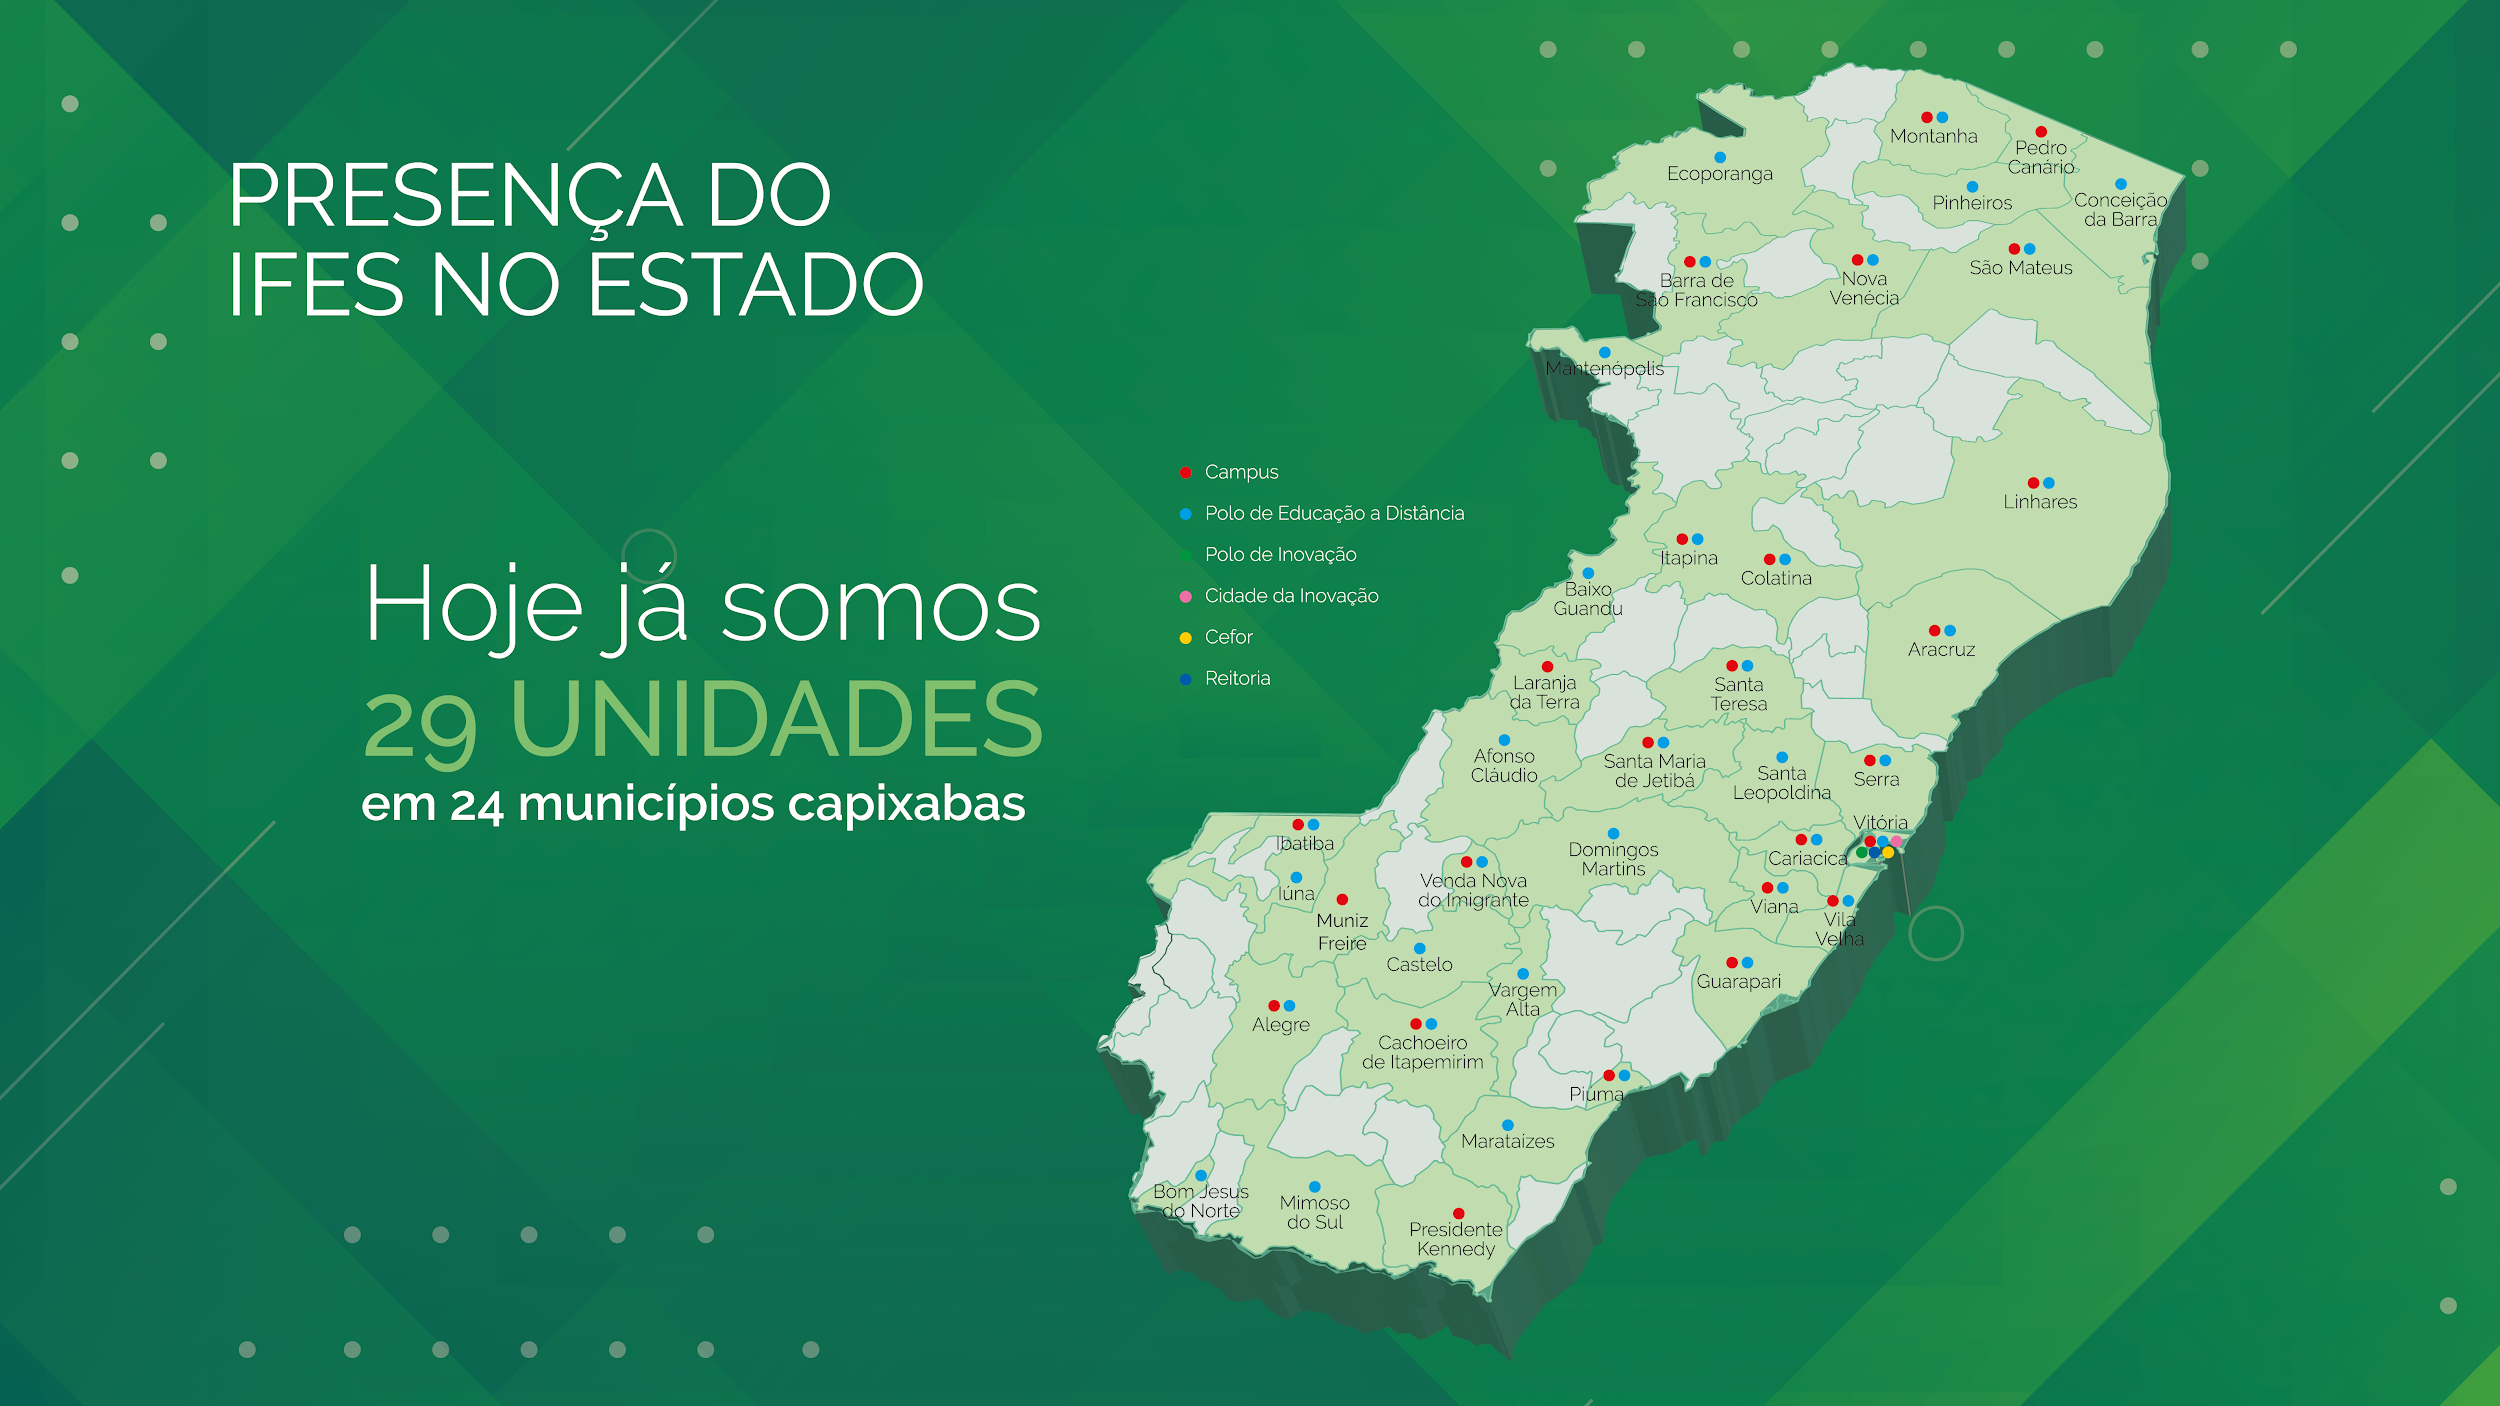 PRESENÇA DO
IFES NO ESTADO
Hoje já somos
29 UNIDADES
em 24 municípios capixabas
Campus
Polo de Educação a Distância
Polo de Inovação
Cidade da Inovação
Cefor
Reitoria
Montanha
Pedro
Canário
Ecoporanga
Pinheiros
Conceição
da Barra
São Mateus
Barra de
São Francisco
Nova
Venécia
Mantenópolis
Linhares
Itapina
Colatina
Baixo
Guandu
Aracruz
Laranja
da Terra
Santa
Teresa
Afonso
Cláudio
Santa Maria
de Jetibá
Santa
Leopoldina
Serra
Vitória
Ibatiba
Domingos
Martins
Cariacica
Iúna
Venda Nova
do Imigrante
Viana
Vila
Velha
Muniz
Freire
Castelo
Vargem
Alta
Guarapari
Alegre
Cachoeiro
de Itapemirim
Piúma
Marataízes
Bom Jesus
do Norte
Mimoso
do Sul
Presidente
Kennedy